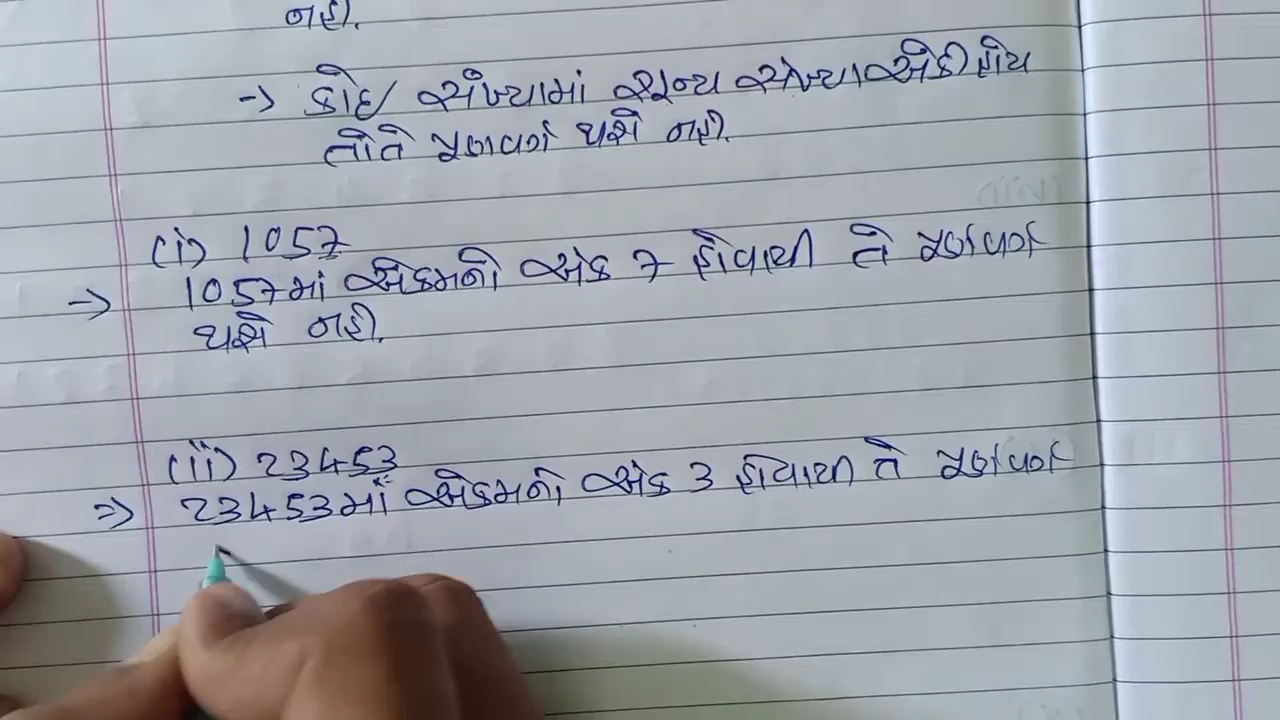 નહી.
→ કોઇ સંખ્યામાં શૂન્ય સંખ્યા એકી હોય
તો તે પૂર્ણવર્ગ થશે નહી.
(i) 1057
→ 1057માં એકમનો અંક 7 હોવાથી તે પૂર્ણવર્ગ
થશે નહી.
(ii) 23453
⇒ 23453માં એકમનો અંક 3 હોવાથી તે પૂર્ણવર્ગ